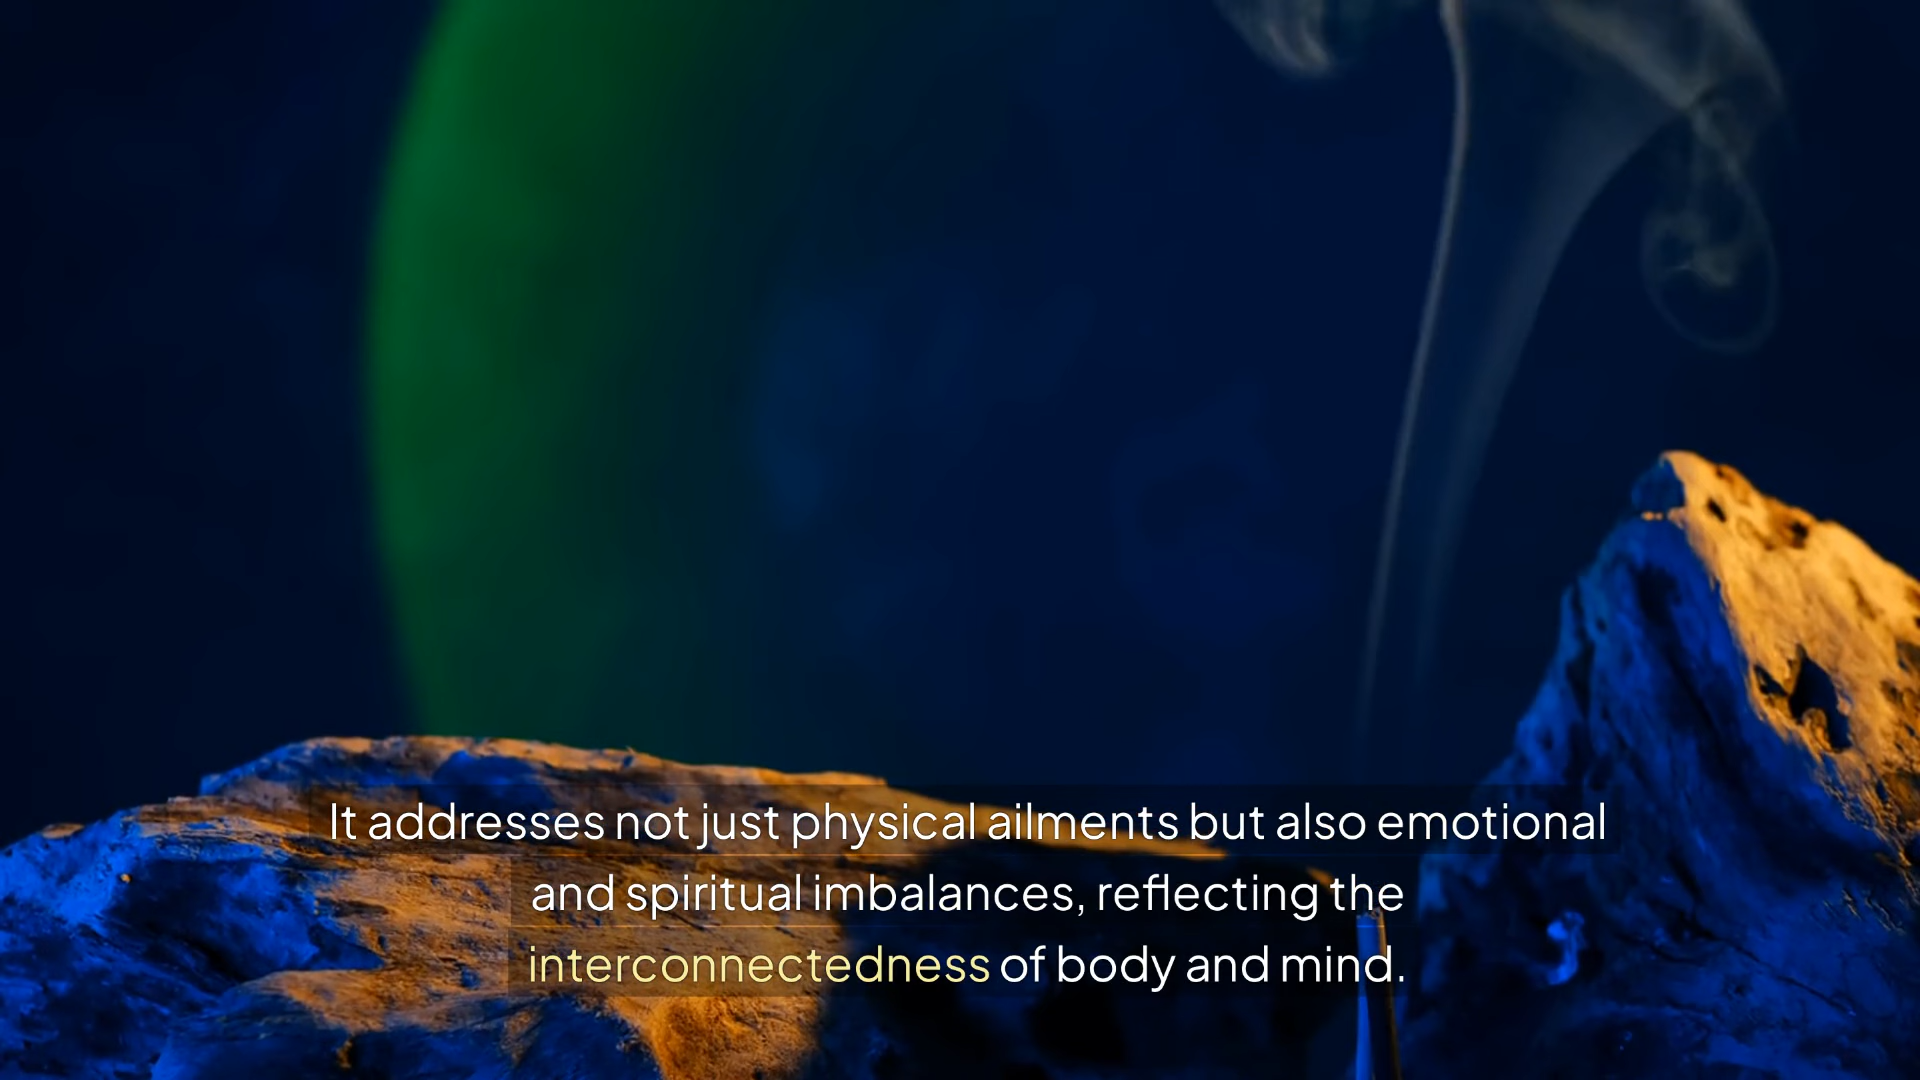 It addresses not just physical ailments but also emotional
and spiritual imbalances, reflecting the
interconnectedness of body and mind.